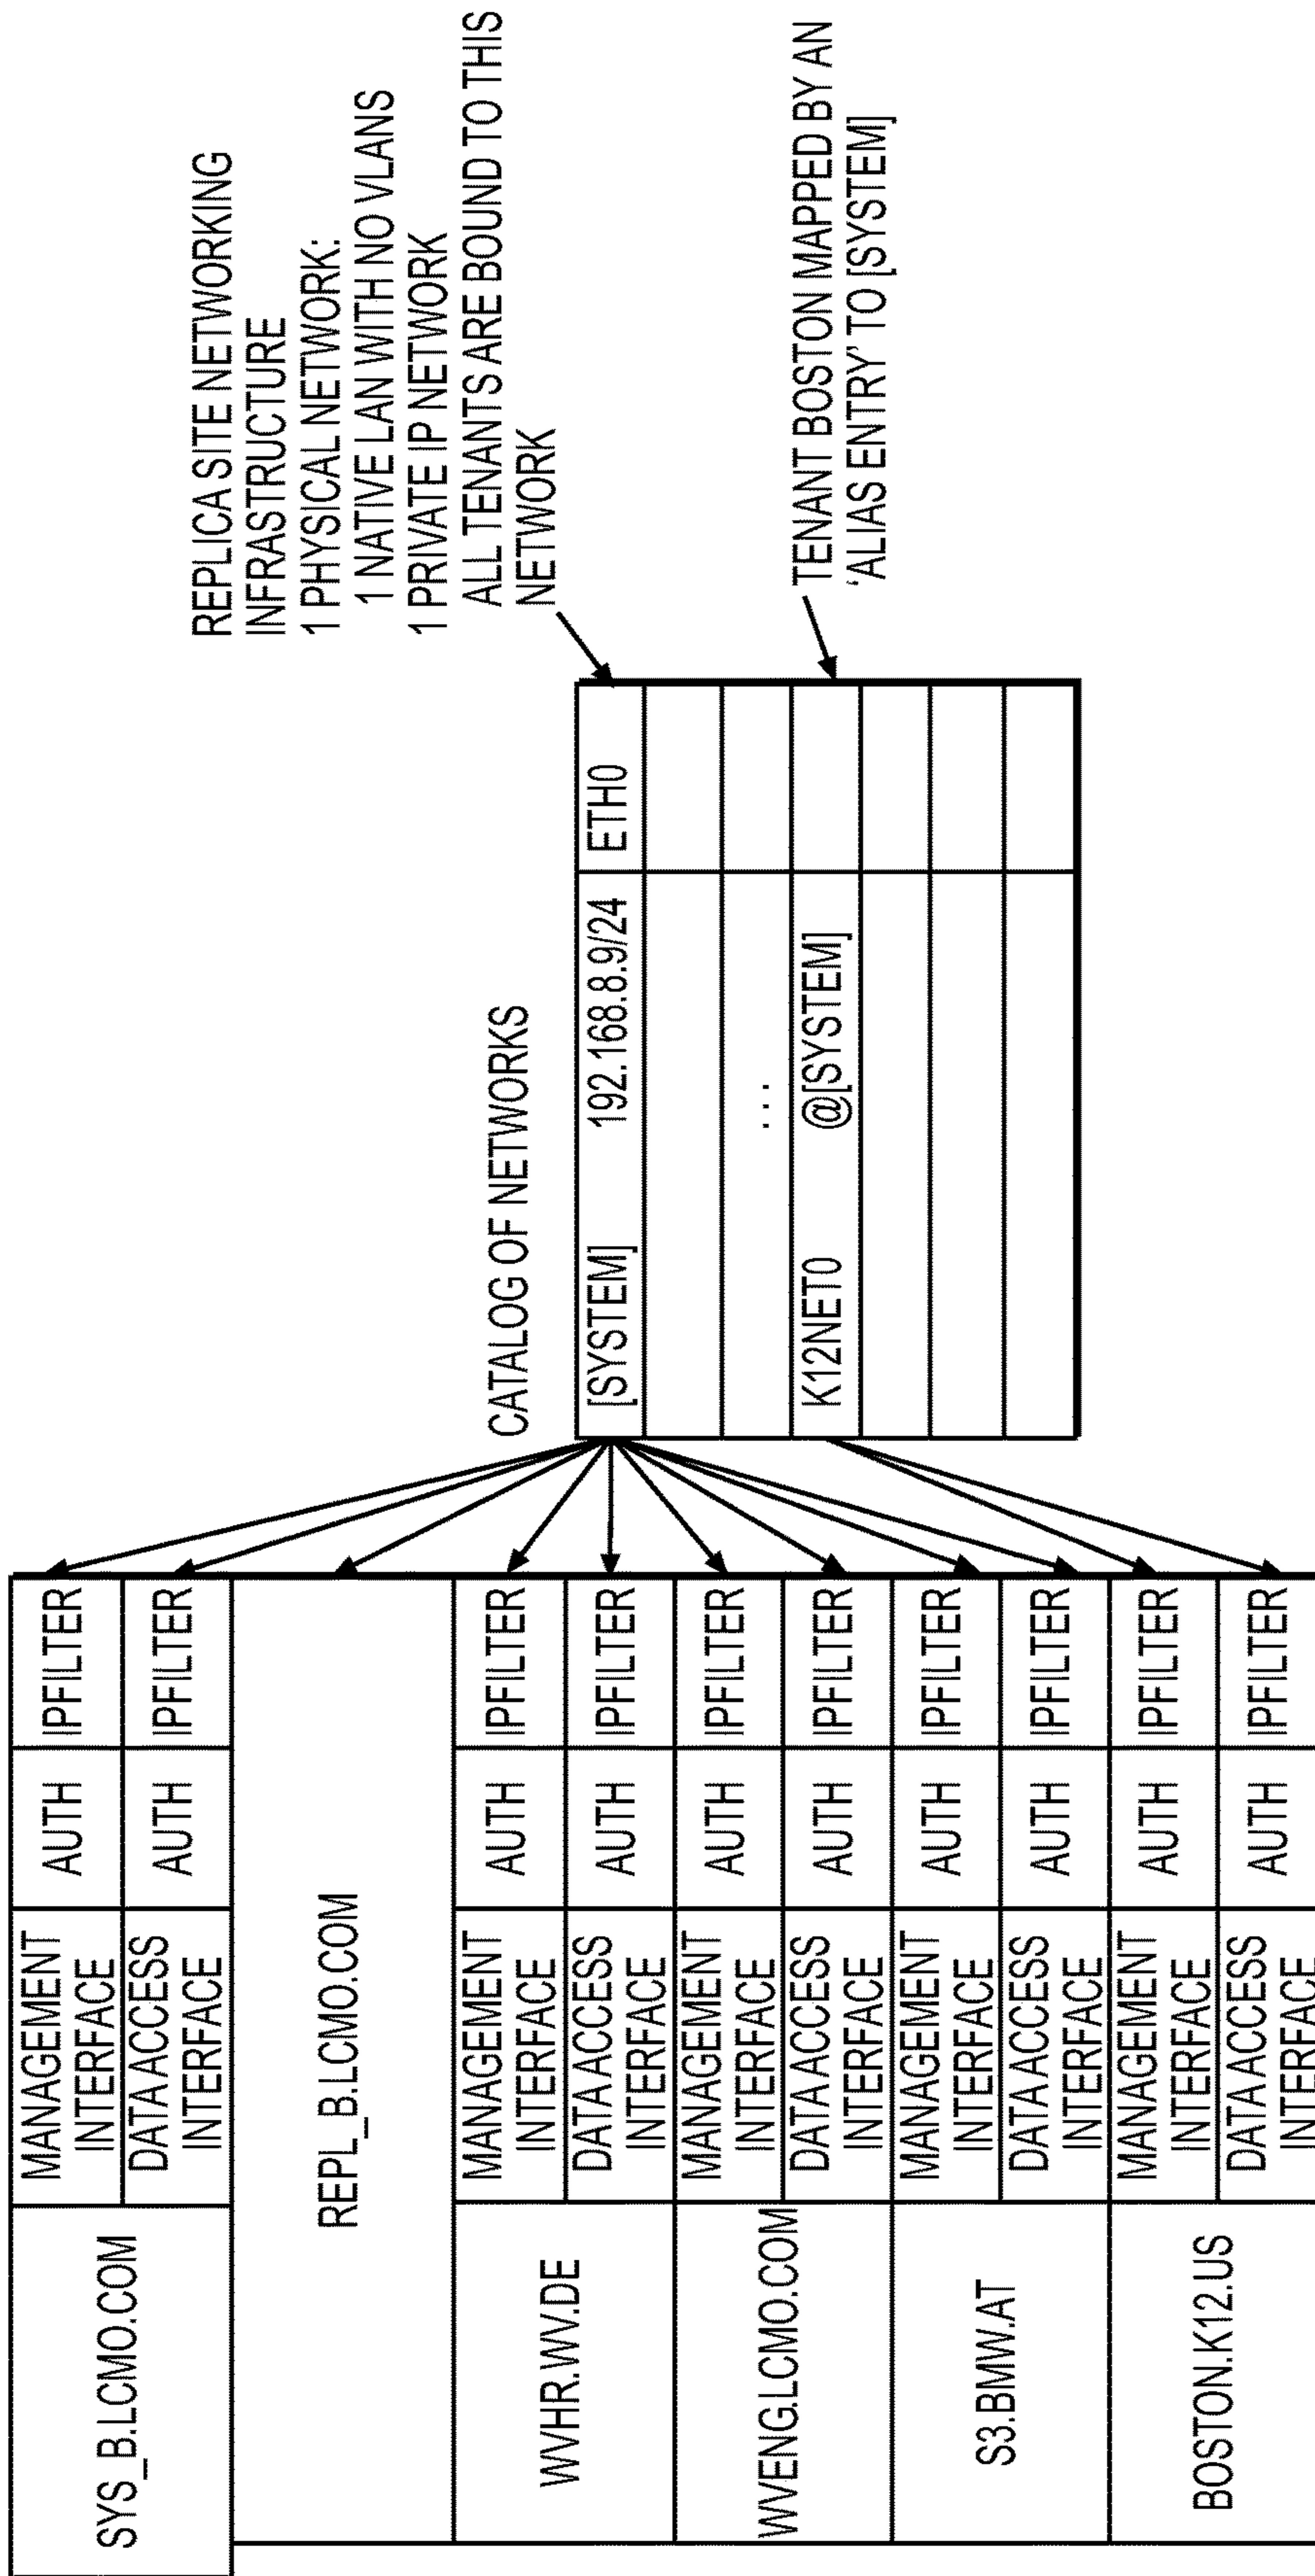 SYS_B.LCMO.COM
MANAGEMENT
INTERFACE
AUTH
IPFILTER
DATA ACCESS
INTERFACE
AUTH
IPFILTER
REPL_B.LCMO.COM
WVHR.WV.DE
MANAGEMENT
INTERFACE
AUTH
IPFILTER
DATA ACCESS
INTERFACE
AUTH
IPFILTER
WVENG.LCMO.COM
MANAGEMENT
INTERFACE
AUTH
IPFILTER
DATA ACCESS
INTERFACE
AUTH
IPFILTER
S3.BMW.AT
MANAGEMENT
INTERFACE
AUTH
IPFILTER
DATA ACCESS
INTERFACE
AUTH
IPFILTER
BOSTON.K12.US
MANAGEMENT
INTERFACE
AUTH
IPFILTER
DATA ACCESS
INTERFACE
AUTH
IPFILTER
CATALOG OF NETWORKS
[SYSTEM] 192.168.8.9/24 ETH0
...
K12NET0 @[SYSTEM]
REPLICA SITE NETWORKING
INFRASTRUCTURE
1 PHYSICAL NETWORK:
1 NATIVE LAN WITH NO VLANS
1 PRIVATE IP NETWORK
ALL TENANTS ARE BOUND TO THIS
NETWORK
TENANT BOSTON MAPPED BY AN
'ALIAS ENTRY' TO [SYSTEM]